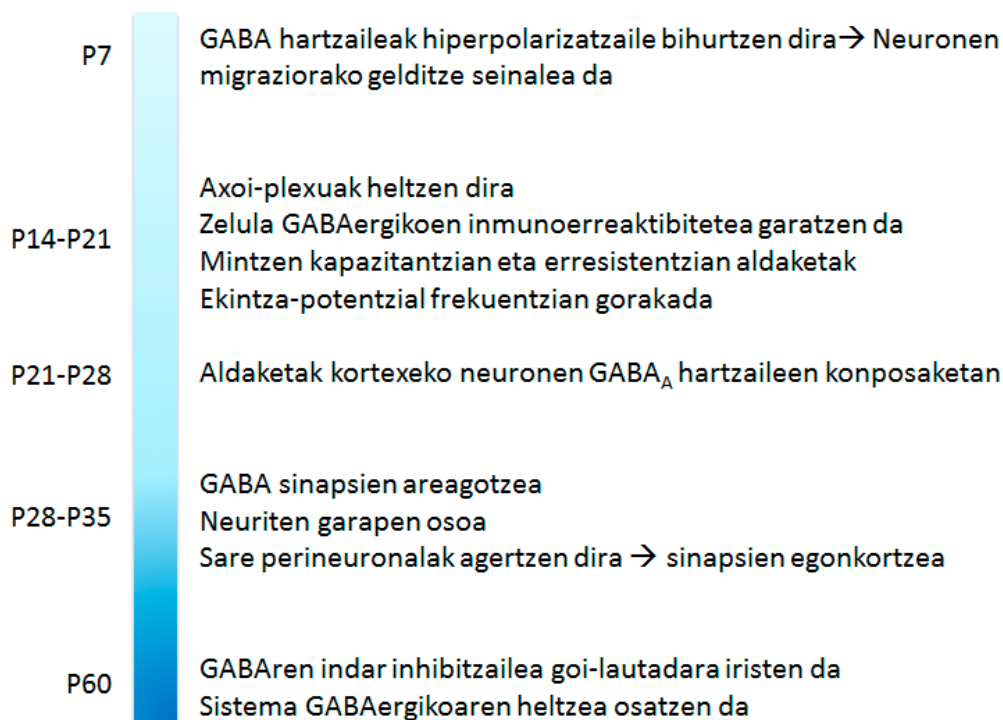 P7
GABA hartzaileak hiperpolarizatzaile bihurtzen dira→ Neuronen
migraziorako gelditze seinalea da
P14-P21
Axoi-plexuak heltzen dira
Zelula GABAergikoen inmunoerreaktibitetea garatzen da
Mintzen kapazitantzian eta erresistentzian aldaketak
Ekintza-potentzial frekuentzian gorakada
P21-P28
Aldaketak kortexeko neuronen GABA_A hartzaileen konposaketan
P28-P35
GABA sinapsien areagotzea
Neuriten garapen osoa
Sare perineuronalak agertzen dira → sinapsien egonkortzea
P60
GABAren indar inhibitzailea goi-lautadara iristen da
Sistema GABAergikoaren heltzea osatzen da